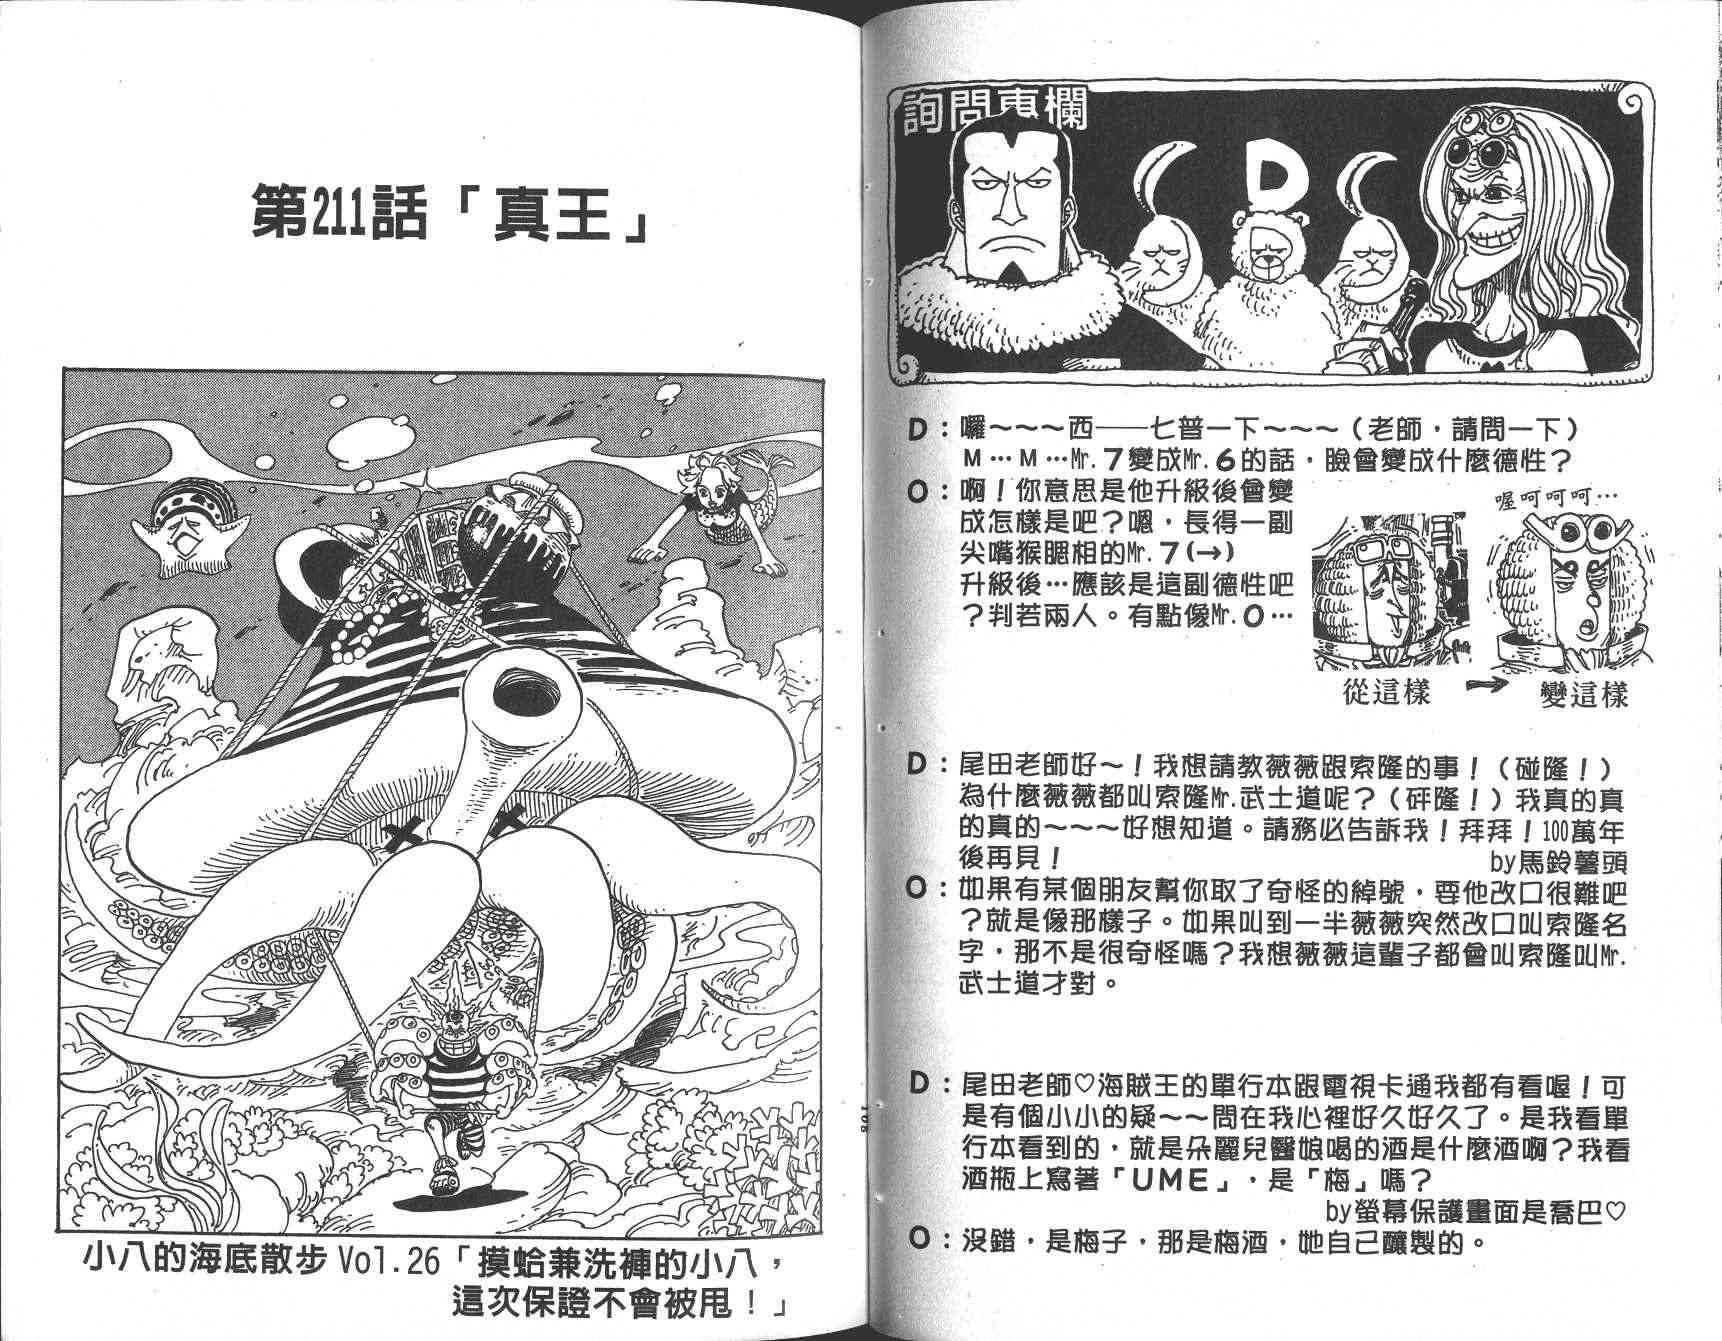 第211話「真王」
小八的海底散步 Vol.26「摸蛤兼洗褲的小八，
這次保證不會被甩！」
詢問專欄
D
D：囉～～～西──七普一下～～～（老師，請問一下）
M…M…Mr.7變成Mr.6的話，臉會變成什麼德性？
O：啊！你意思是他升級後會變
成怎樣是吧？嗯，長得一副
尖嘴猴腮相的Mr.7(→)
升級後…應該是這副德性吧
？判若兩人。有點像Mr.0…
喔呵呵呵…
從這樣 → 變這樣
D：尾田老師好～！我想請教薇薇跟索隆的事！（碰隆！）
為什麼薇薇都叫索隆Mr.武士道呢？（砰隆！）我真的真
的真的～～～好想知道。請務必告訴我！拜拜！100萬年
後再見！ by馬鈴薯頭
O：如果有某個朋友幫你取了奇怪的綽號，要他改口很難吧
？就是像那樣子。如果叫到一半薇薇突然改口叫索隆名
字，那不是很奇怪嗎？我想薇薇這輩子都會叫索隆叫Mr.
武士道才對。
D：尾田老師♡海賊王的單行本跟電視卡通我都有看喔！可
是有個小小的疑～～問在我心裡好久好久了。是我看單
行本看到的，就是朵麗兒醫娘喝的酒是什麼酒啊？我看
酒瓶上寫著「UME」，是「梅」嗎？
by螢幕保護畫面是喬巴♡
O：沒錯，是梅子，那是梅酒，她自己釀製的。